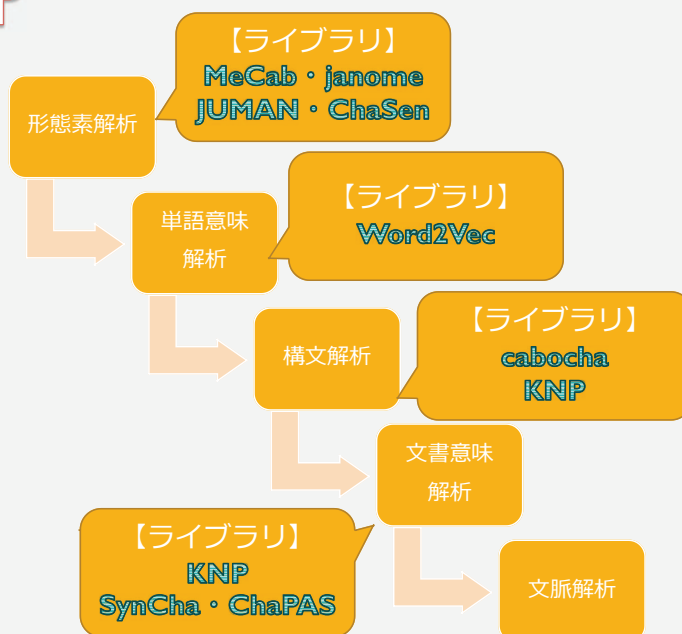 【ライブラリ】
MeCab・janome
JUMAN・ChaSen
形態素解析
【ライブラリ】
Word2Vec
単語意味
解析
【ライブラリ】
cabocha
KNP
構文解析
文書意味
解析
【ライブラリ】
KNP
SynCha・ChaPAS
文脈解析